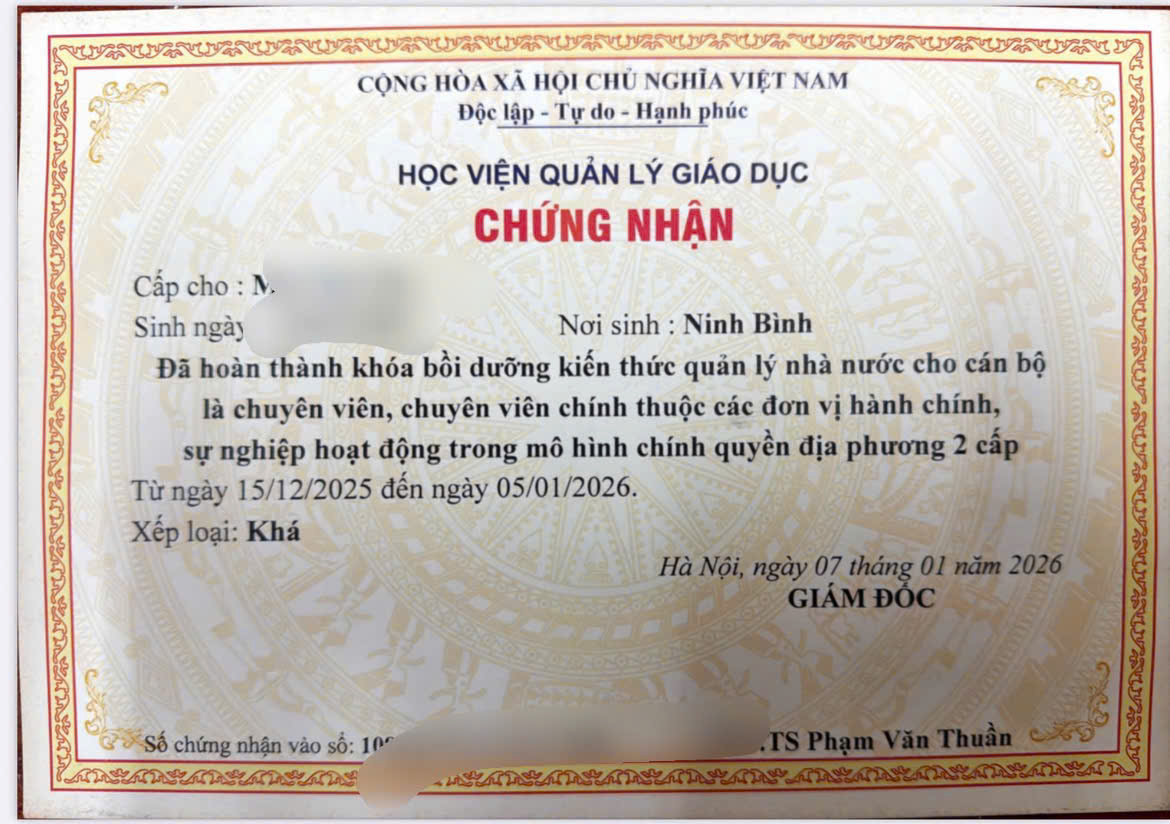 CỘNG HÒA XÃ HỘI CHỦ NGHĨA VIỆT NAM
Độc lập - Tự do - Hạnh phúc
HỌC VIỆN QUẢN LÝ GIÁO DỤC
CHỨNG NHẬN
Cấp cho :
Sinh ngày Nơi sinh : Ninh Bình
Đã hoàn thành khóa bồi dưỡng kiến thức quản lý nhà nước cho cán bộ
là chuyên viên, chuyên viên chính thuộc các đơn vị hành chính,
sự nghiệp hoạt động trong mô hình chính quyền địa phương 2 cấp
Từ ngày 15/12/2025 đến ngày 05/01/2026.
Xếp loại: Khá
Hà Nội, ngày 07 tháng 01 năm 2026
GIÁM ĐỐC
Số chứng nhận vào sổ: .TS Phạm Văn Thuần